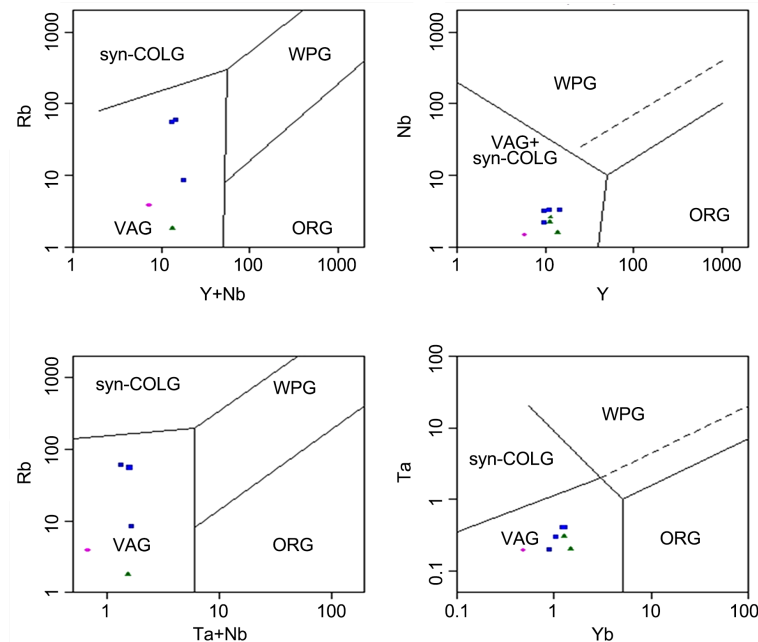 1000
100
10
1
Rb
syn-COLG
WPG
VAG
ORG
1 10 100 1000
Y+Nb
1000
100
10
1
Nb
WPG
VAG+
syn-COLG
ORG
1 10 100 1000
Y
1000
100
10
1
Rb
syn-COLG
WPG
VAG
ORG
1 10 100
Ta+Nb
100
10
1
0.1
Ta
WPG
syn-COLG
VAG
ORG
0.1 1 10 100
Yb